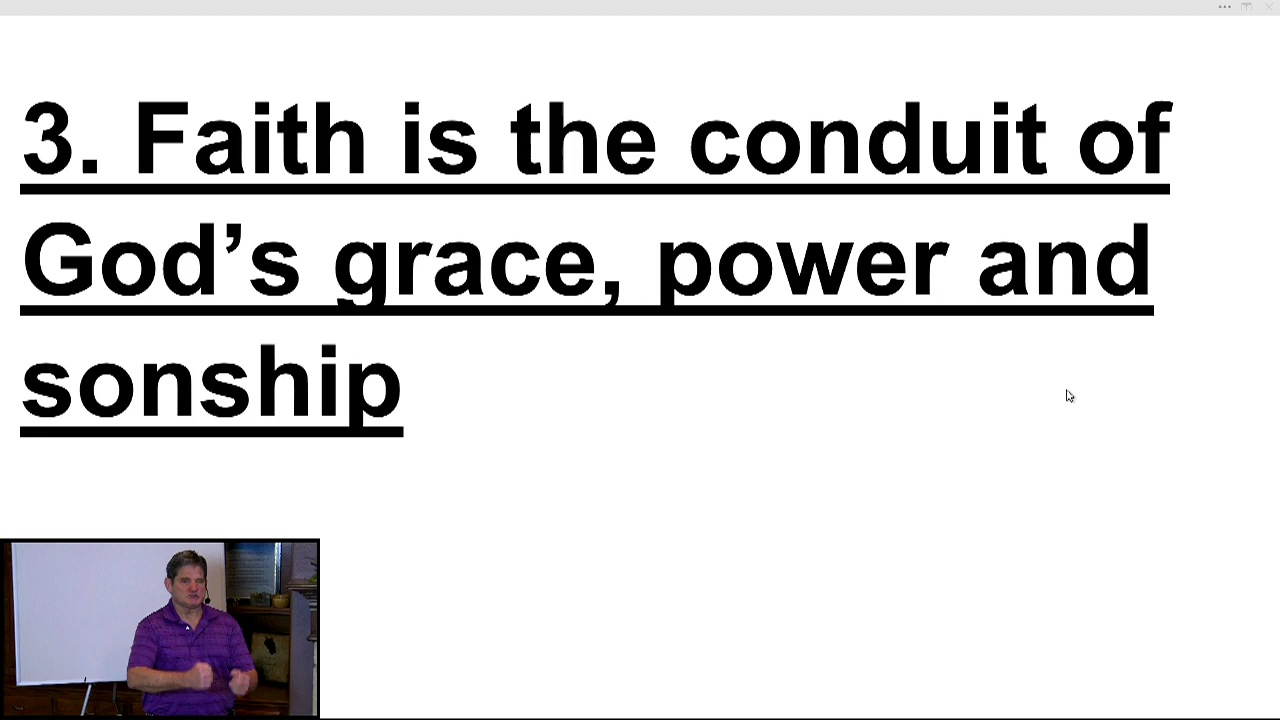 3. Faith is the conduit of
God’s grace, power and
sonship